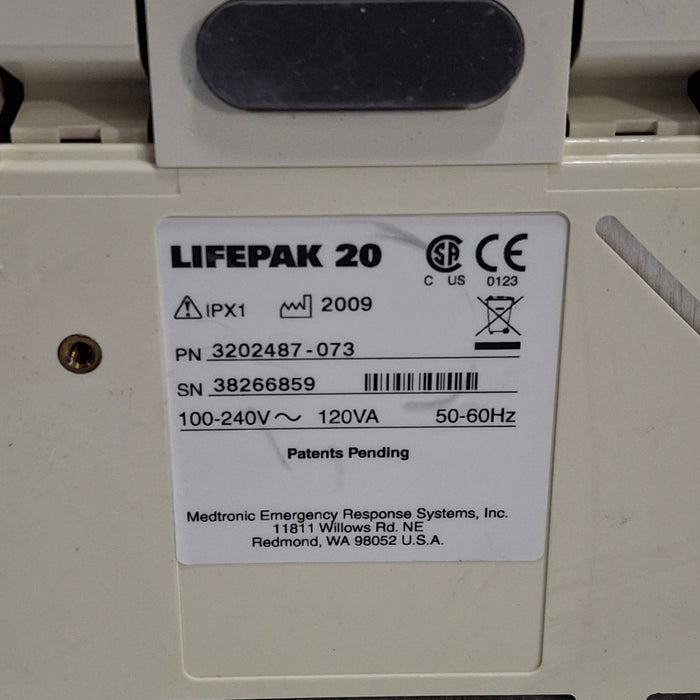 LIFEPAK 20
C US 0123
IPX1 2009
PN 3202487-073
SN 38266859
100-240V~ 120VA 50-60Hz
Patents Pending
Medtronic Emergency Response Systems, Inc.
11811 Willows Rd. NE
Redmond, WA 98052 U.S.A.